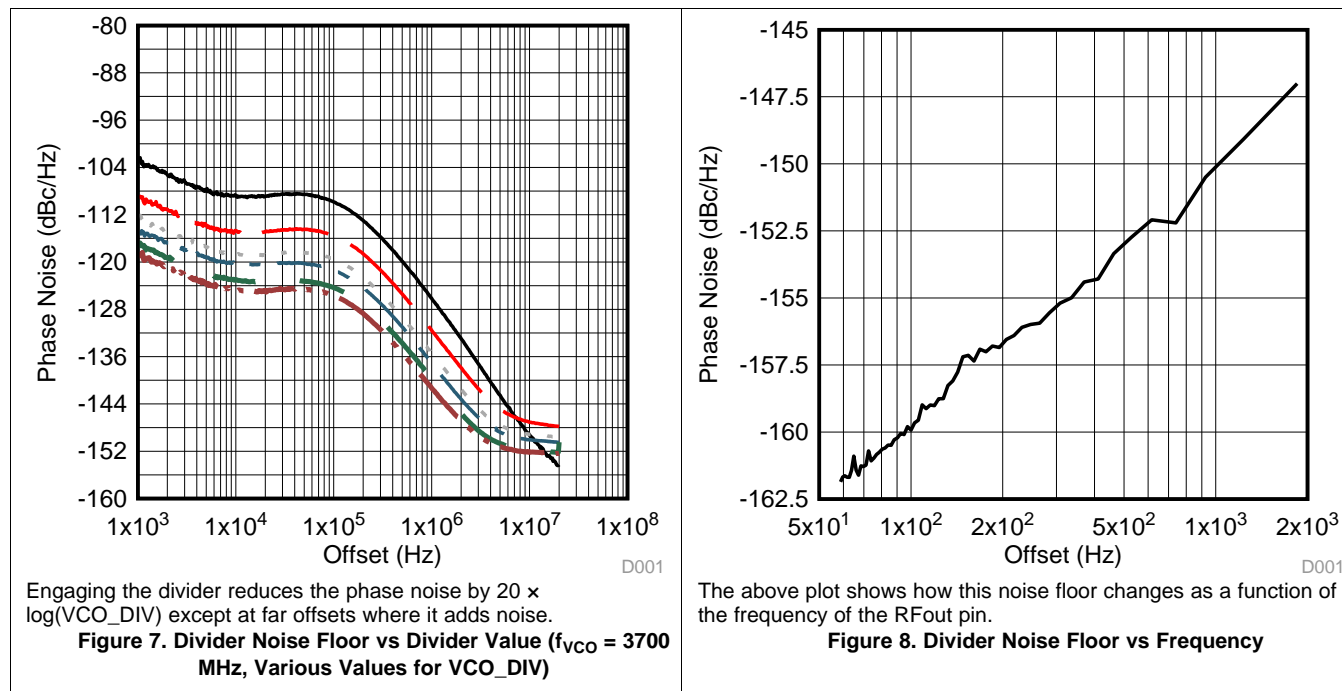 -80
-88
-96
-104
-112
-120
-128
-136
-144
-152
-160
Phase Noise (dBc/Hz)
1x10³ 1x10⁴ 1x10⁵ 1x10⁶ 1x10⁷ 1x10⁸
Offset (Hz)
D001
Engaging the divider reduces the phase noise by 20 ×
log(VCO_DIV) except at far offsets where it adds noise.
Figure 7. Divider Noise Floor vs Divider Value (fVCO = 3700
MHz, Various Values for VCO_DIV)
-145
-147.5
-150
-152.5
-155
-157.5
-160
-162.5
Phase Noise (dBc/Hz)
5x10¹ 1x10² 2x10² 5x10² 1x10³ 2x10³
Offset (Hz)
D001
The above plot shows how this noise floor changes as a function of
the frequency of the RFout pin.
Figure 8. Divider Noise Floor vs Frequency